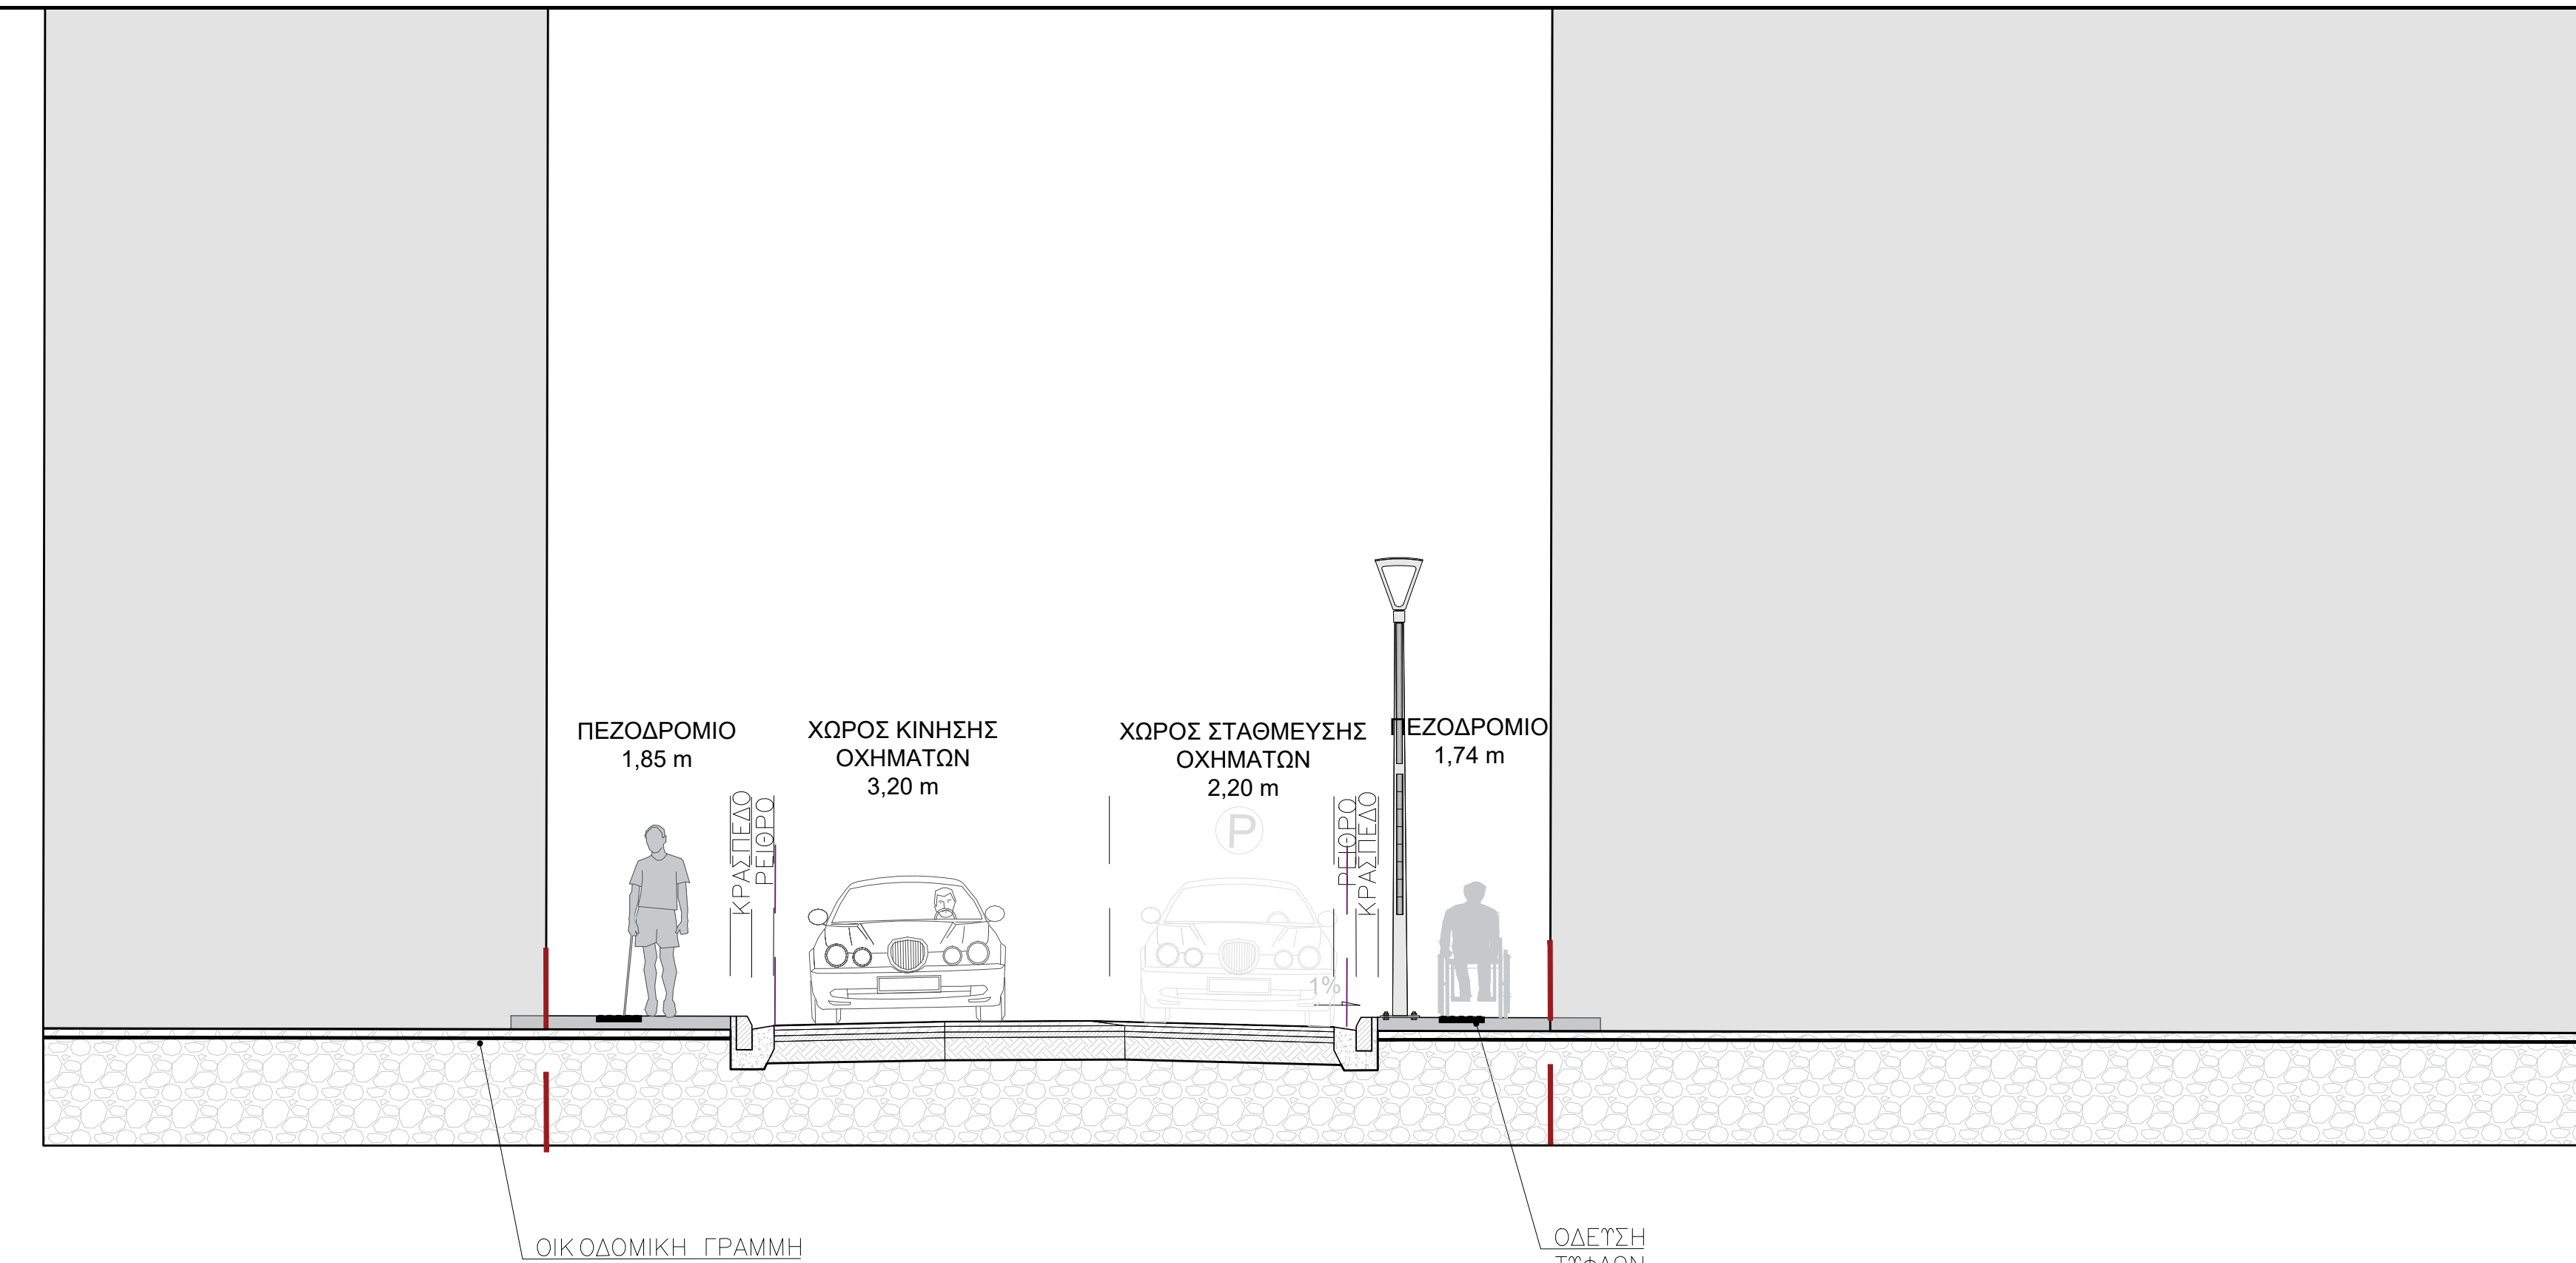 ΠΕΖΟΔΡΟΜΙΟ
1,85 m
ΧΩΡΟΣ ΚΙΝΗΣΗΣ
ΟΧΗΜΑΤΩΝ
3,20 m
ΧΩΡΟΣ ΣΤΑΘΜΕΥΣΗΣ
ΟΧΗΜΑΤΩΝ
2,20 m
ΠΕΖΟΔΡΟΜΙΟ
1,74 m
ΚΡΑΣΠΕΔΟ
ΡΕΙΘΡΟ
P
ΡΕΙΘΡΟ
ΚΡΑΣΠΕΔΟ
1%
ΟΙΚΟΔΟΜΙΚΗ ΓΡΑΜΜΗ
ΟΔΕΥΣΗ